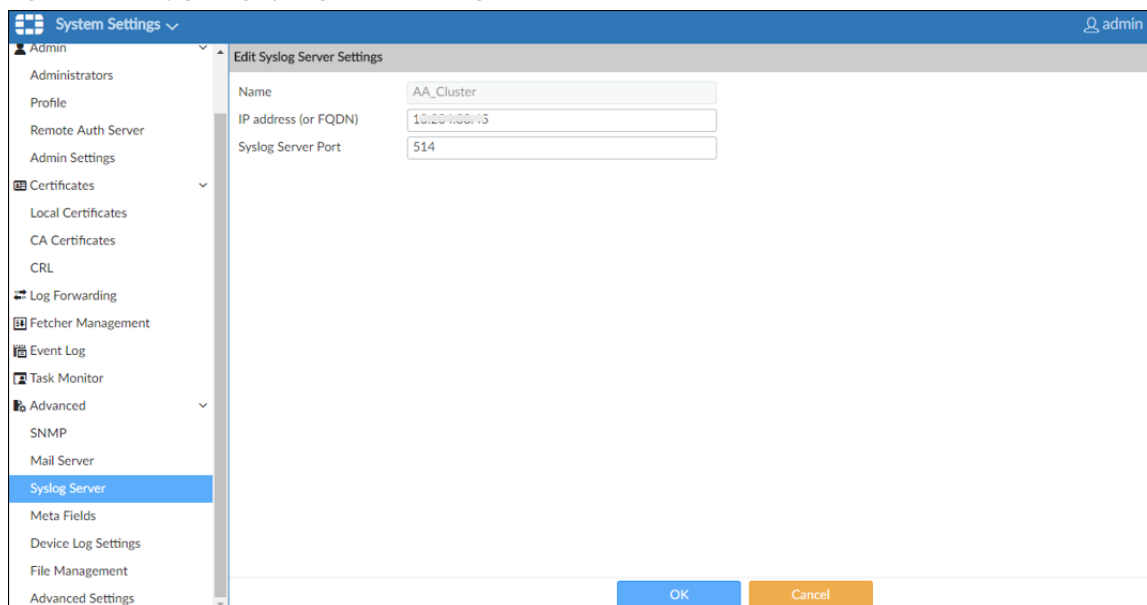 System Settings
admin
Admin
Administrators
Profile
Remote Auth Server
Admin Settings
Certificates
Local Certificates
CA Certificates
CRL
Log Forwarding
Fetcher Management
Event Log
Task Monitor
Advanced
SNMP
Mail Server
Syslog Server
Meta Fields
Device Log Settings
File Management
Advanced Settings
Edit Syslog Server Settings
Name AA_Cluster
IP address (or FQDN)
Syslog Server Port 514
OK Cancel